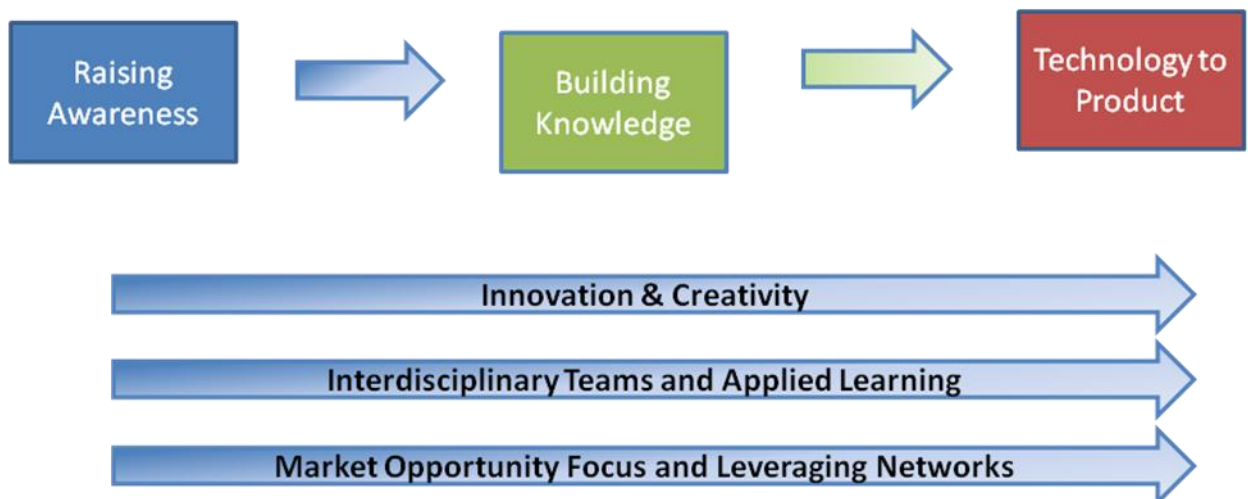 Raising
Awareness
Building
Knowledge
Technology to
Product
Innovation & Creativity
Interdisciplinary Teams and Applied Learning
Market Opportunity Focus and Leveraging Networks